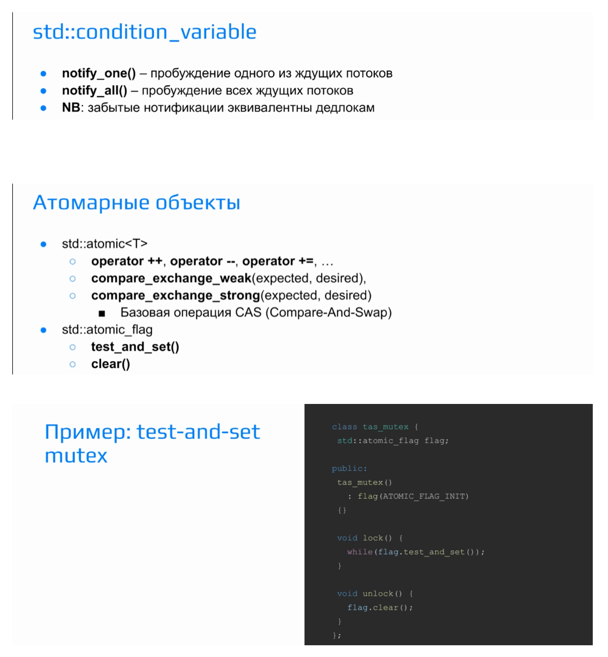 std::condition_variable
● notify_one() – пробуждение одного из ждущих потоков
● notify_all() – пробуждение всех ждущих потоков
● NB: забытые нотификации эквивалентны дедлокам
Атомарные объекты
● std::atomic<T>
○ operator ++, operator --, operator +=, …
○ compare_exchange_weak(expected, desired),
○ compare_exchange_strong(expected, desired)
■ Базовая операция CAS (Compare-And-Swap)
● std::atomic_flag
○ test_and_set()
○ clear()
Пример: test-and-set
mutex
class tas_mutex {
std::atomic_flag flag;
public:
tas_mutex()
: flag(ATOMIC_FLAG_INIT)
{}
void lock() {
while(flag.test_and_set());
}
void unlock() {
flag.clear();
}
};